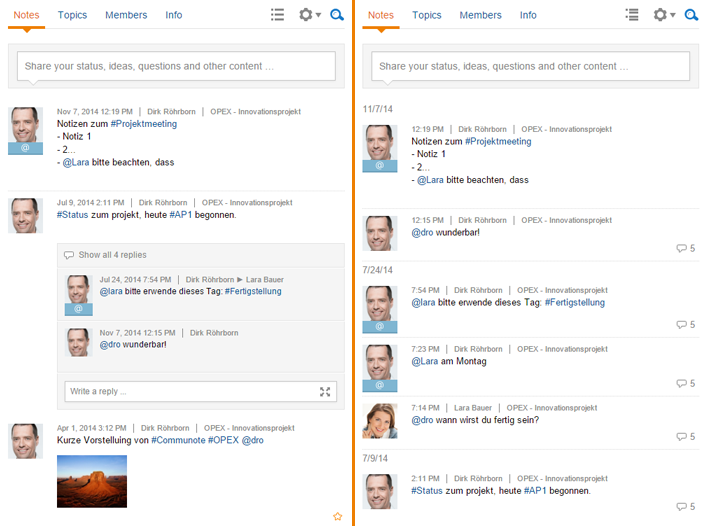 Notes Topics Members Info
Share your status, ideas, questions and other content …
Nov 7, 2014 12:19 PM | Dirk Röhrborn | OPEX - Innovationsprojekt
Notizen zum #Projektmeeting
- Notiz 1
- 2...
- @Lara bitte beachten, dass
@
Jul 9, 2014 2:11 PM | Dirk Röhrborn | OPEX - Innovationsprojekt
#Status zum projekt, heute #AP1 begonnen.
Show all 4 replies
Jul 24, 2014 7:54 PM | Dirk Röhrborn ▶ Lara Bauer
@lara bitte erwende dieses Tag: #Fertigstellung
@
Nov 7, 2014 12:15 PM | Dirk Röhrborn
@dro wunderbar!
Write a reply ...
Apr 1, 2014 3:12 PM | Dirk Röhrborn | OPEX - Innovationsprojekt
Kurze Vorstelluing von #Communote #OPEX @dro
Notes Topics Members Info
Share your status, ideas, questions and other content …
11/7/14
12:19 PM | Dirk Röhrborn | OPEX - Innovationsprojekt
Notizen zum #Projektmeeting
- Notiz 1
- 2...
- @Lara bitte beachten, dass
@
12:15 PM | Dirk Röhrborn | OPEX - Innovationsprojekt
@dro wunderbar!
5
7/24/14
7:54 PM | Dirk Röhrborn | OPEX - Innovationsprojekt
@lara bitte erwende dieses Tag: #Fertigstellung
@
5
7:23 PM | Dirk Röhrborn | OPEX - Innovationsprojekt
@Lara am Montag
@
5
7:14 PM | Lara Bauer | OPEX - Innovationsprojekt
@dro wann wirst du fertig sein?
5
7/9/14
2:11 PM | Dirk Röhrborn | OPEX - Innovationsprojekt
#Status zum projekt, heute #AP1 begonnen.
5